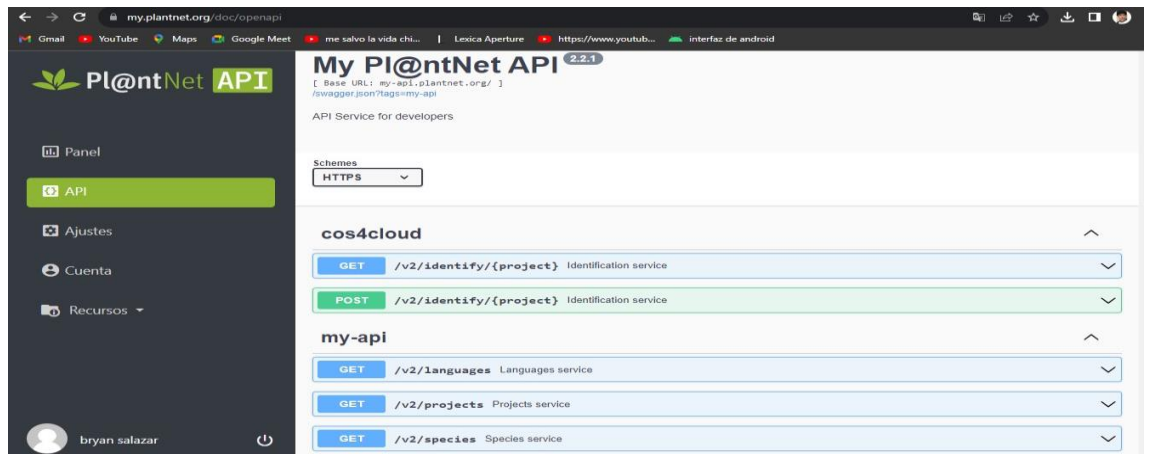 my.plantnet.org/doc/openapi
Gmail YouTube Maps Google Meet me salvo la vida chi... | Lexica Aperture https://www.youtub... interfaz de android
Pl@ntNet API
My Pl@ntNet API 2.2.1
[ Base URL: my-api.plantnet.org/ ]
/swagger.json?tags=my-api
API Service for developers
Panel
Schemes
HTTPS
API
Ajustes
cos4cloud
Cuenta
GET /v2/identify/{project} Identification service
POST /v2/identify/{project} Identification service
Recursos
my-api
GET /v2/languages Languages service
GET /v2/projects Projects service
GET /v2/species Species service
bryan salazar